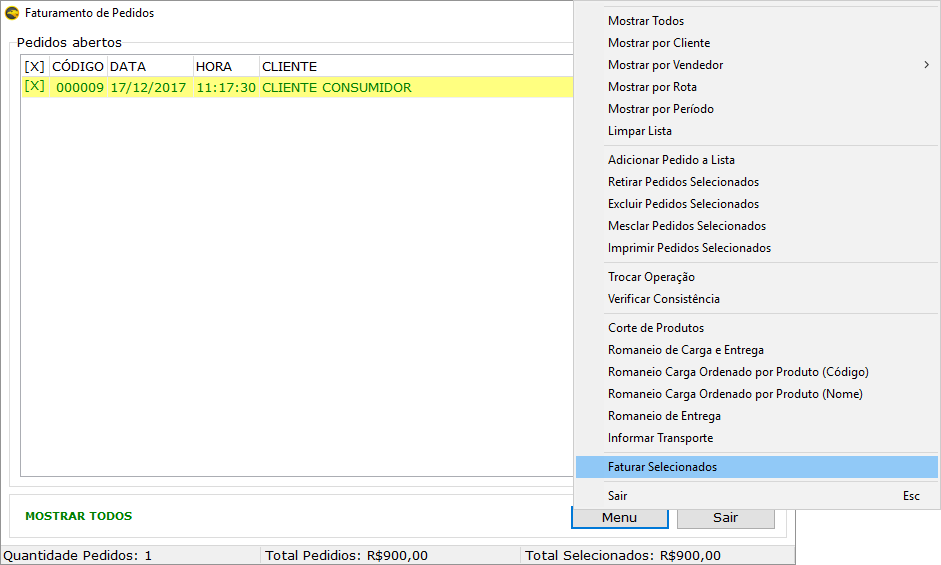 Faturamento de Pedidos
Pedidos abertos
[X] CÓDIGO DATA HORA CLIENTE
[X] 000009 17/12/2017 11:17:30 CLIENTE CONSUMIDOR
Mostrar Todos
Mostrar por Cliente
Mostrar por Vendedor
Mostrar por Rota
Mostrar por Período
Limpar Lista
Adicionar Pedido a Lista
Retirar Pedidos Selecionados
Excluir Pedidos Selecionados
Mesclar Pedidos Selecionados
Imprimir Pedidos Selecionados
Trocar Operação
Verificar Consistência
Corte de Produtos
Romaneio de Carga e Entrega
Romaneio Carga Ordenado por Produto (Código)
Romaneio Carga Ordenado por Produto (Nome)
Romaneio de Entrega
Informar Transporte
Faturar Selecionados
Sair Esc
MOSTRAR TODOS
Menu Sair
Quantidade Pedidos: 1 Total Pedidios: R$900,00 Total Selecionados: R$900,00